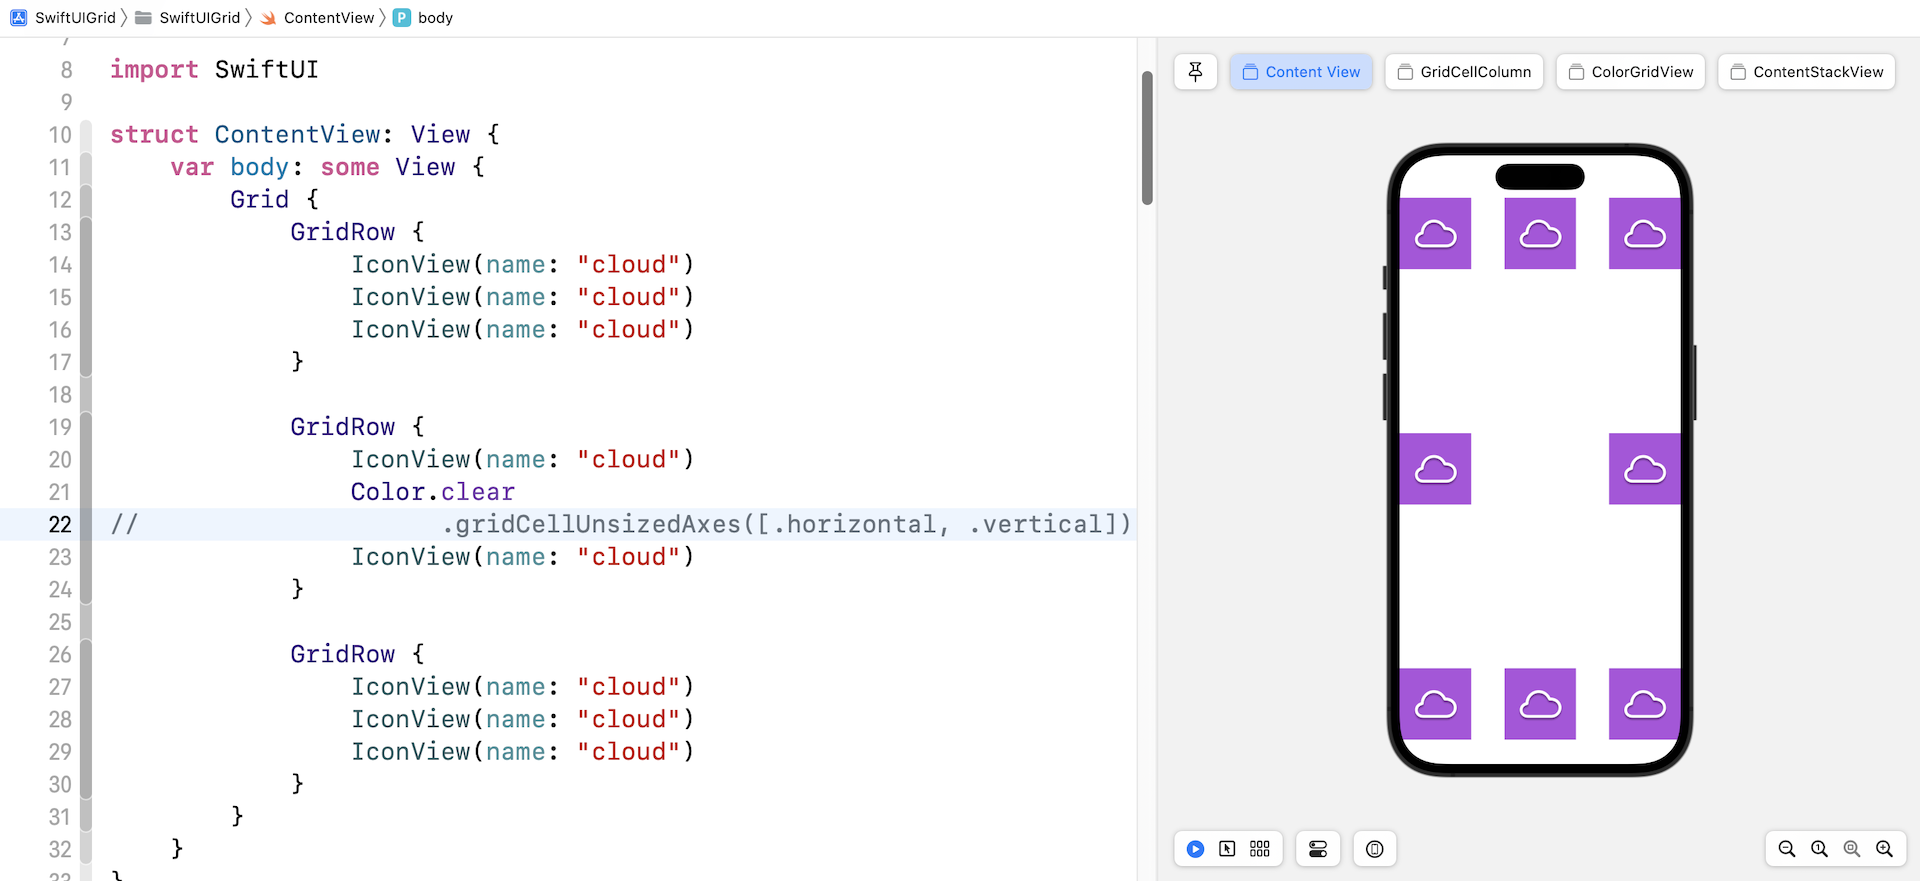 SwiftUIGrid SwiftUIGrid ContentView P body
8 import SwiftUI
9
10 struct ContentView: View {
11 var body: some View {
12 Grid {
13 GridRow {
14 IconView(name: "cloud")
15 IconView(name: "cloud")
16 IconView(name: "cloud")
17 }
18
19 GridRow {
20 IconView(name: "cloud")
21 Color.clear
22 // .gridCellUnsizedAxes([.horizontal, .vertical])
23 IconView(name: "cloud")
24 }
25
26 GridRow {
27 IconView(name: "cloud")
28 IconView(name: "cloud")
29 IconView(name: "cloud")
30 }
31 }
32 }
Content View GridCellColumn ColorGridView ContentStackView